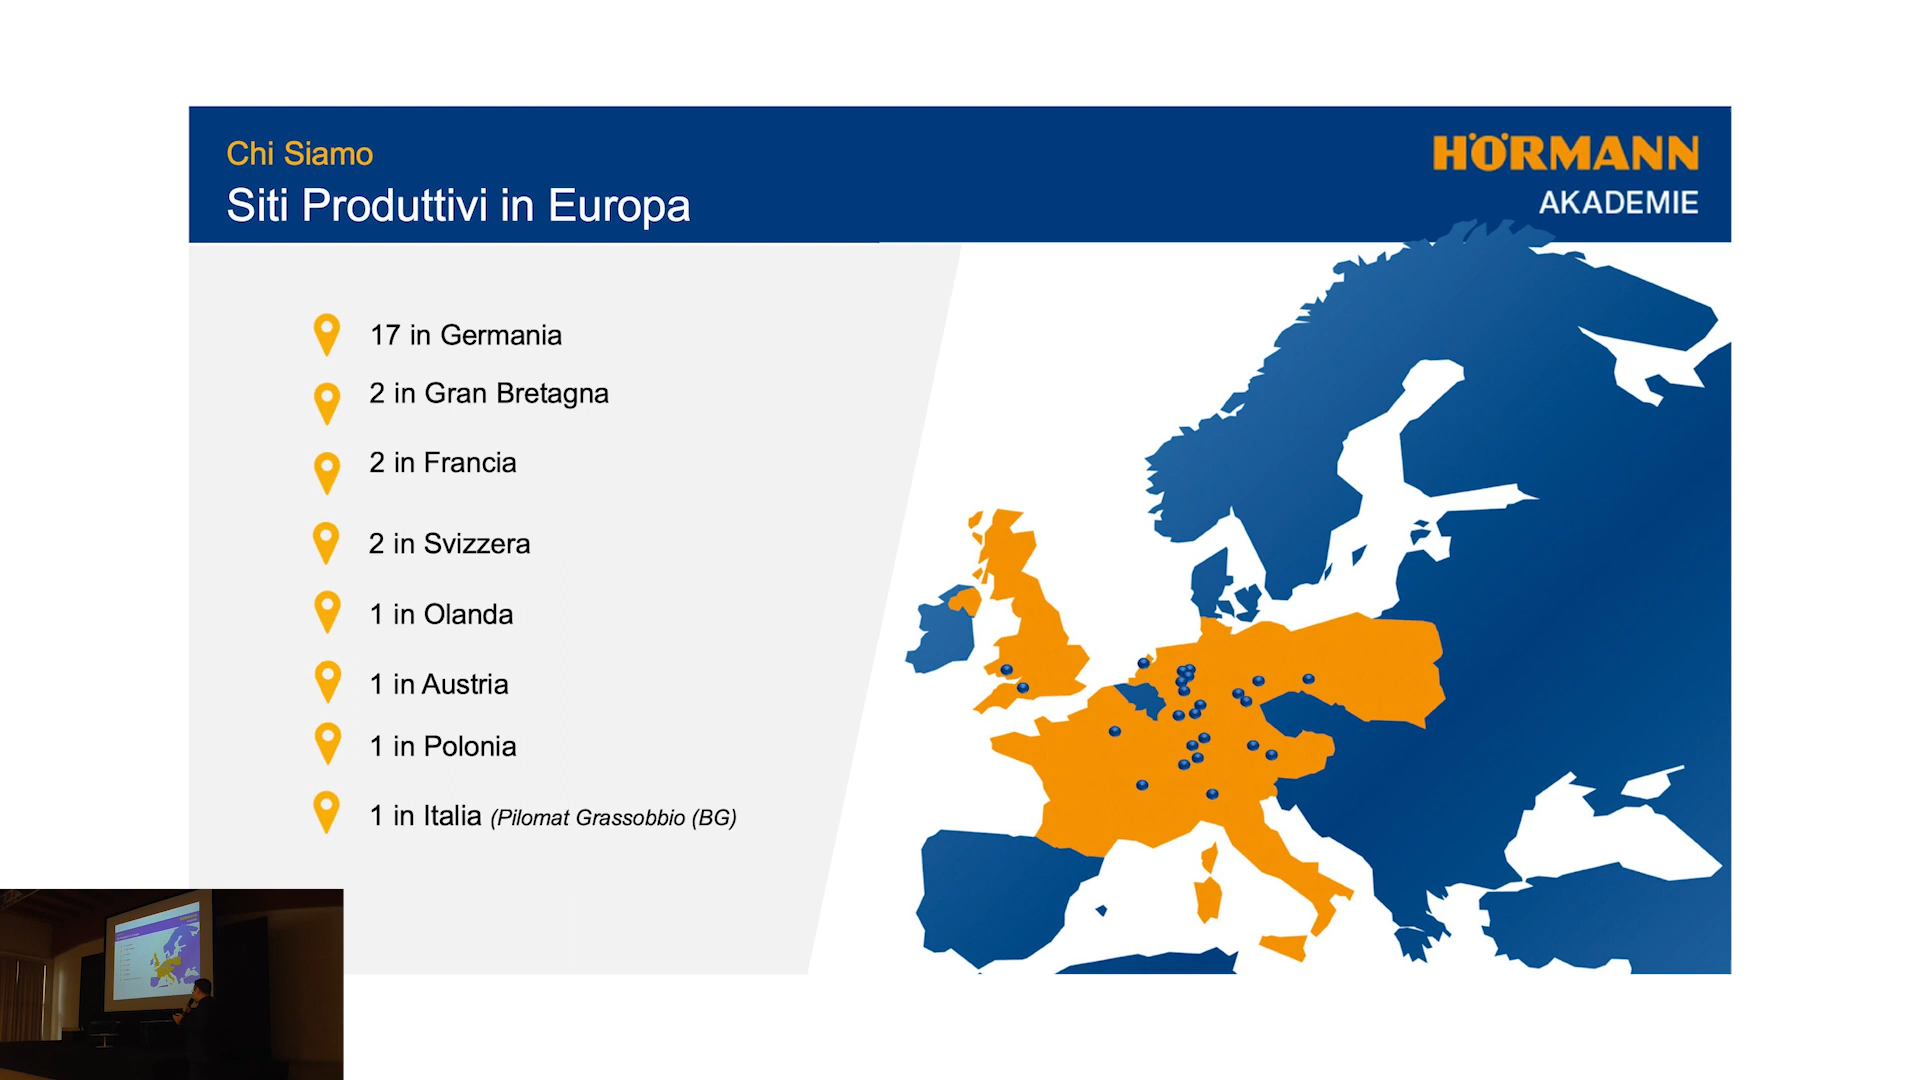 Chi Siamo
Siti Produttivi in Europa
HÖRMANN
AKADEMIE
17 in Germania
2 in Gran Bretagna
2 in Francia
2 in Svizzera
1 in Olanda
1 in Austria
1 in Polonia
1 in Italia (Pilomat Grassobbio (BG)